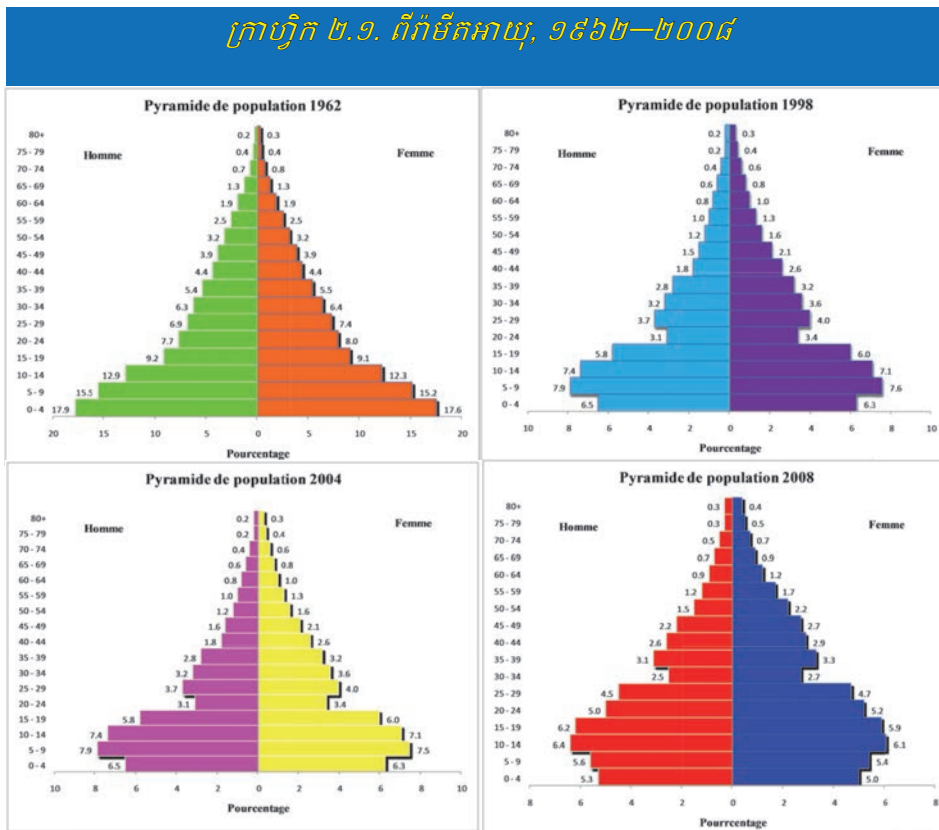 ក្រាហ្វិក ២.១. ពីរ៉ាមីតអាយុ, ១៩៦២—២០០៨
Pyramide de population 1962
Homme
Femme
80+ 0.2 0.3
75 - 79 0.4 0.4
70 - 74 0.7 0.8
65 - 69 1.3 1.3
60 - 64 1.9 1.9
55 - 59 2.5 2.5
50 - 54 3.2 3.2
45 - 49 3.9 3.9
40 - 44 4.4 4.4
35 - 39 5.4 5.5
30 - 34 6.3 6.4
25 - 29 6.9 7.4
20 - 24 7.7 8.0
15 - 19 9.2 9.1
10 - 14 12.9 12.3
5 - 9 15.5 15.2
0 - 4 17.9 17.6
20 15 10 5 0 5 10 15 20
Pourcentage
Pyramide de population 1998
Homme
Femme
80+ 0.2 0.3
75 - 79 0.2 0.4
70 - 74 0.4 0.6
65 - 69 0.6 0.8
60 - 64 0.8 1.0
55 - 59 1.0 1.3
50 - 54 1.2 1.6
45 - 49 1.5 2.1
40 - 44 1.8 2.6
35 - 39 2.8 3.2
30 - 34 3.2 3.6
25 - 29 3.7 4.0
20 - 24 3.1 3.4
15 - 19 5.8 6.0
10 - 14 7.4 7.1
5 - 9 7.9 7.6
0 - 4 6.5 6.3
10 8 6 4 2 0 2 4 6 8 10
Pourcentage
Pyramide de population 2004
Homme
Femme
80+ 0.2 0.3
75 - 79 0.2 0.4
70 - 74 0.4 0.6
65 - 69 0.6 0.8
60 - 64 0.8 1.0
55 - 59 1.0 1.3
50 - 54 1.2 1.6
45 - 49 1.6 2.1
40 - 44 1.8 2.6
35 - 39 2.8 3.2
30 - 34 3.2 3.6
25 - 29 3.7 4.0
20 - 24 3.1 3.4
15 - 19 5.8 6.0
10 - 14 7.4 7.1
5 - 9 7.9 7.5
0 - 4 6.5 6.3
10 8 6 4 2 0 2 4 6 8 10
Pourcentage
Pyramide de population 2008
Homme
Femme
80+ 0.3 0.4
75 - 79 0.3 0.5
70 - 74 0.5 0.7
65 - 69 0.7 0.9
60 - 64 0.9 1.2
55 - 59 1.2 1.7
50 - 54 1.5 2.2
45 - 49 2.2 2.7
40 - 44 2.6 2.9
35 - 39 3.1 3.3
30 - 34 2.5 2.7
25 - 29 4.5 4.7
20 - 24 5.0 5.2
15 - 19 6.2 5.9
10 - 14 6.4 6.1
5 - 9 5.6 5.4
0 - 4 5.3 5.0
8 6 4 2 0 2 4 6 8
Pourrcentage